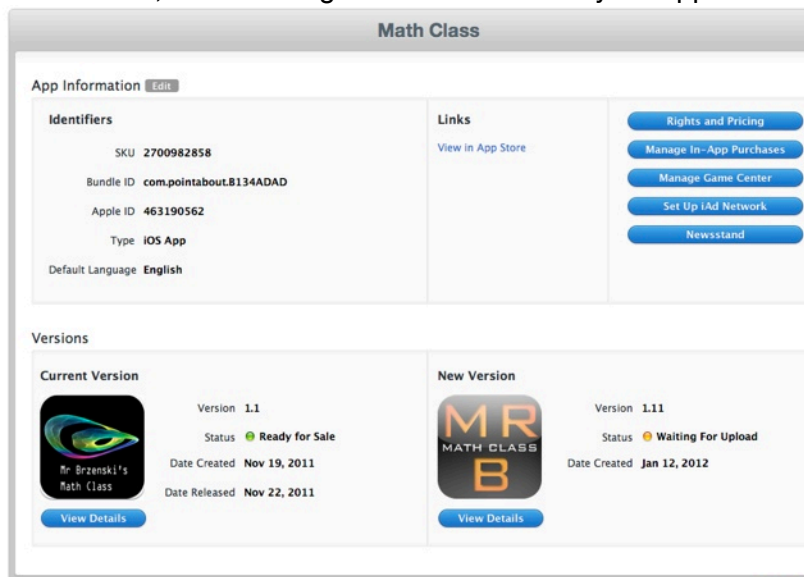 Math Class
App Information Edit
Identifiers
SKU 2700982858
Bundle ID com.pointabout.B134ADAD
Apple ID 463190562
Type iOS App
Default Language English
Links
View in App Store
Rights and Pricing
Manage In-App Purchases
Manage Game Center
Set Up iAd Network
Newsstand
Versions
Current Version
Mr Brzenski's
Math Class
Version 1.1
Status Ready for Sale
Date Created Nov 19, 2011
Date Released Nov 22, 2011
View Details
New Version
MR
MATH CLASS
B
Version 1.11
Status Waiting For Upload
Date Created Jan 12, 2012
View Details